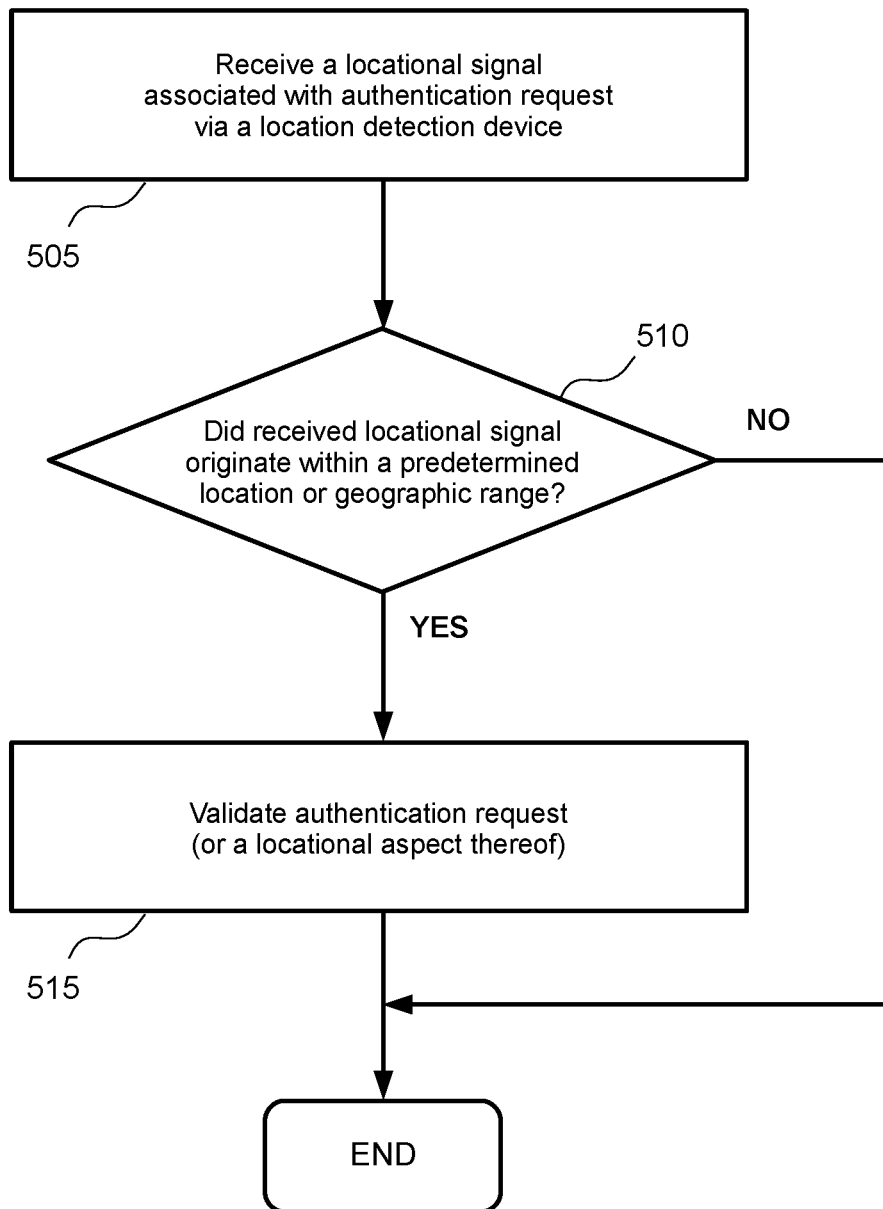 Receive a locational signal
associated with authentication request
via a location detection device
505
510
Did received locational signal
originate within a predetermined
location or geographic range?
NO
YES
Validate authentication request
(or a locational aspect thereof)
515
END